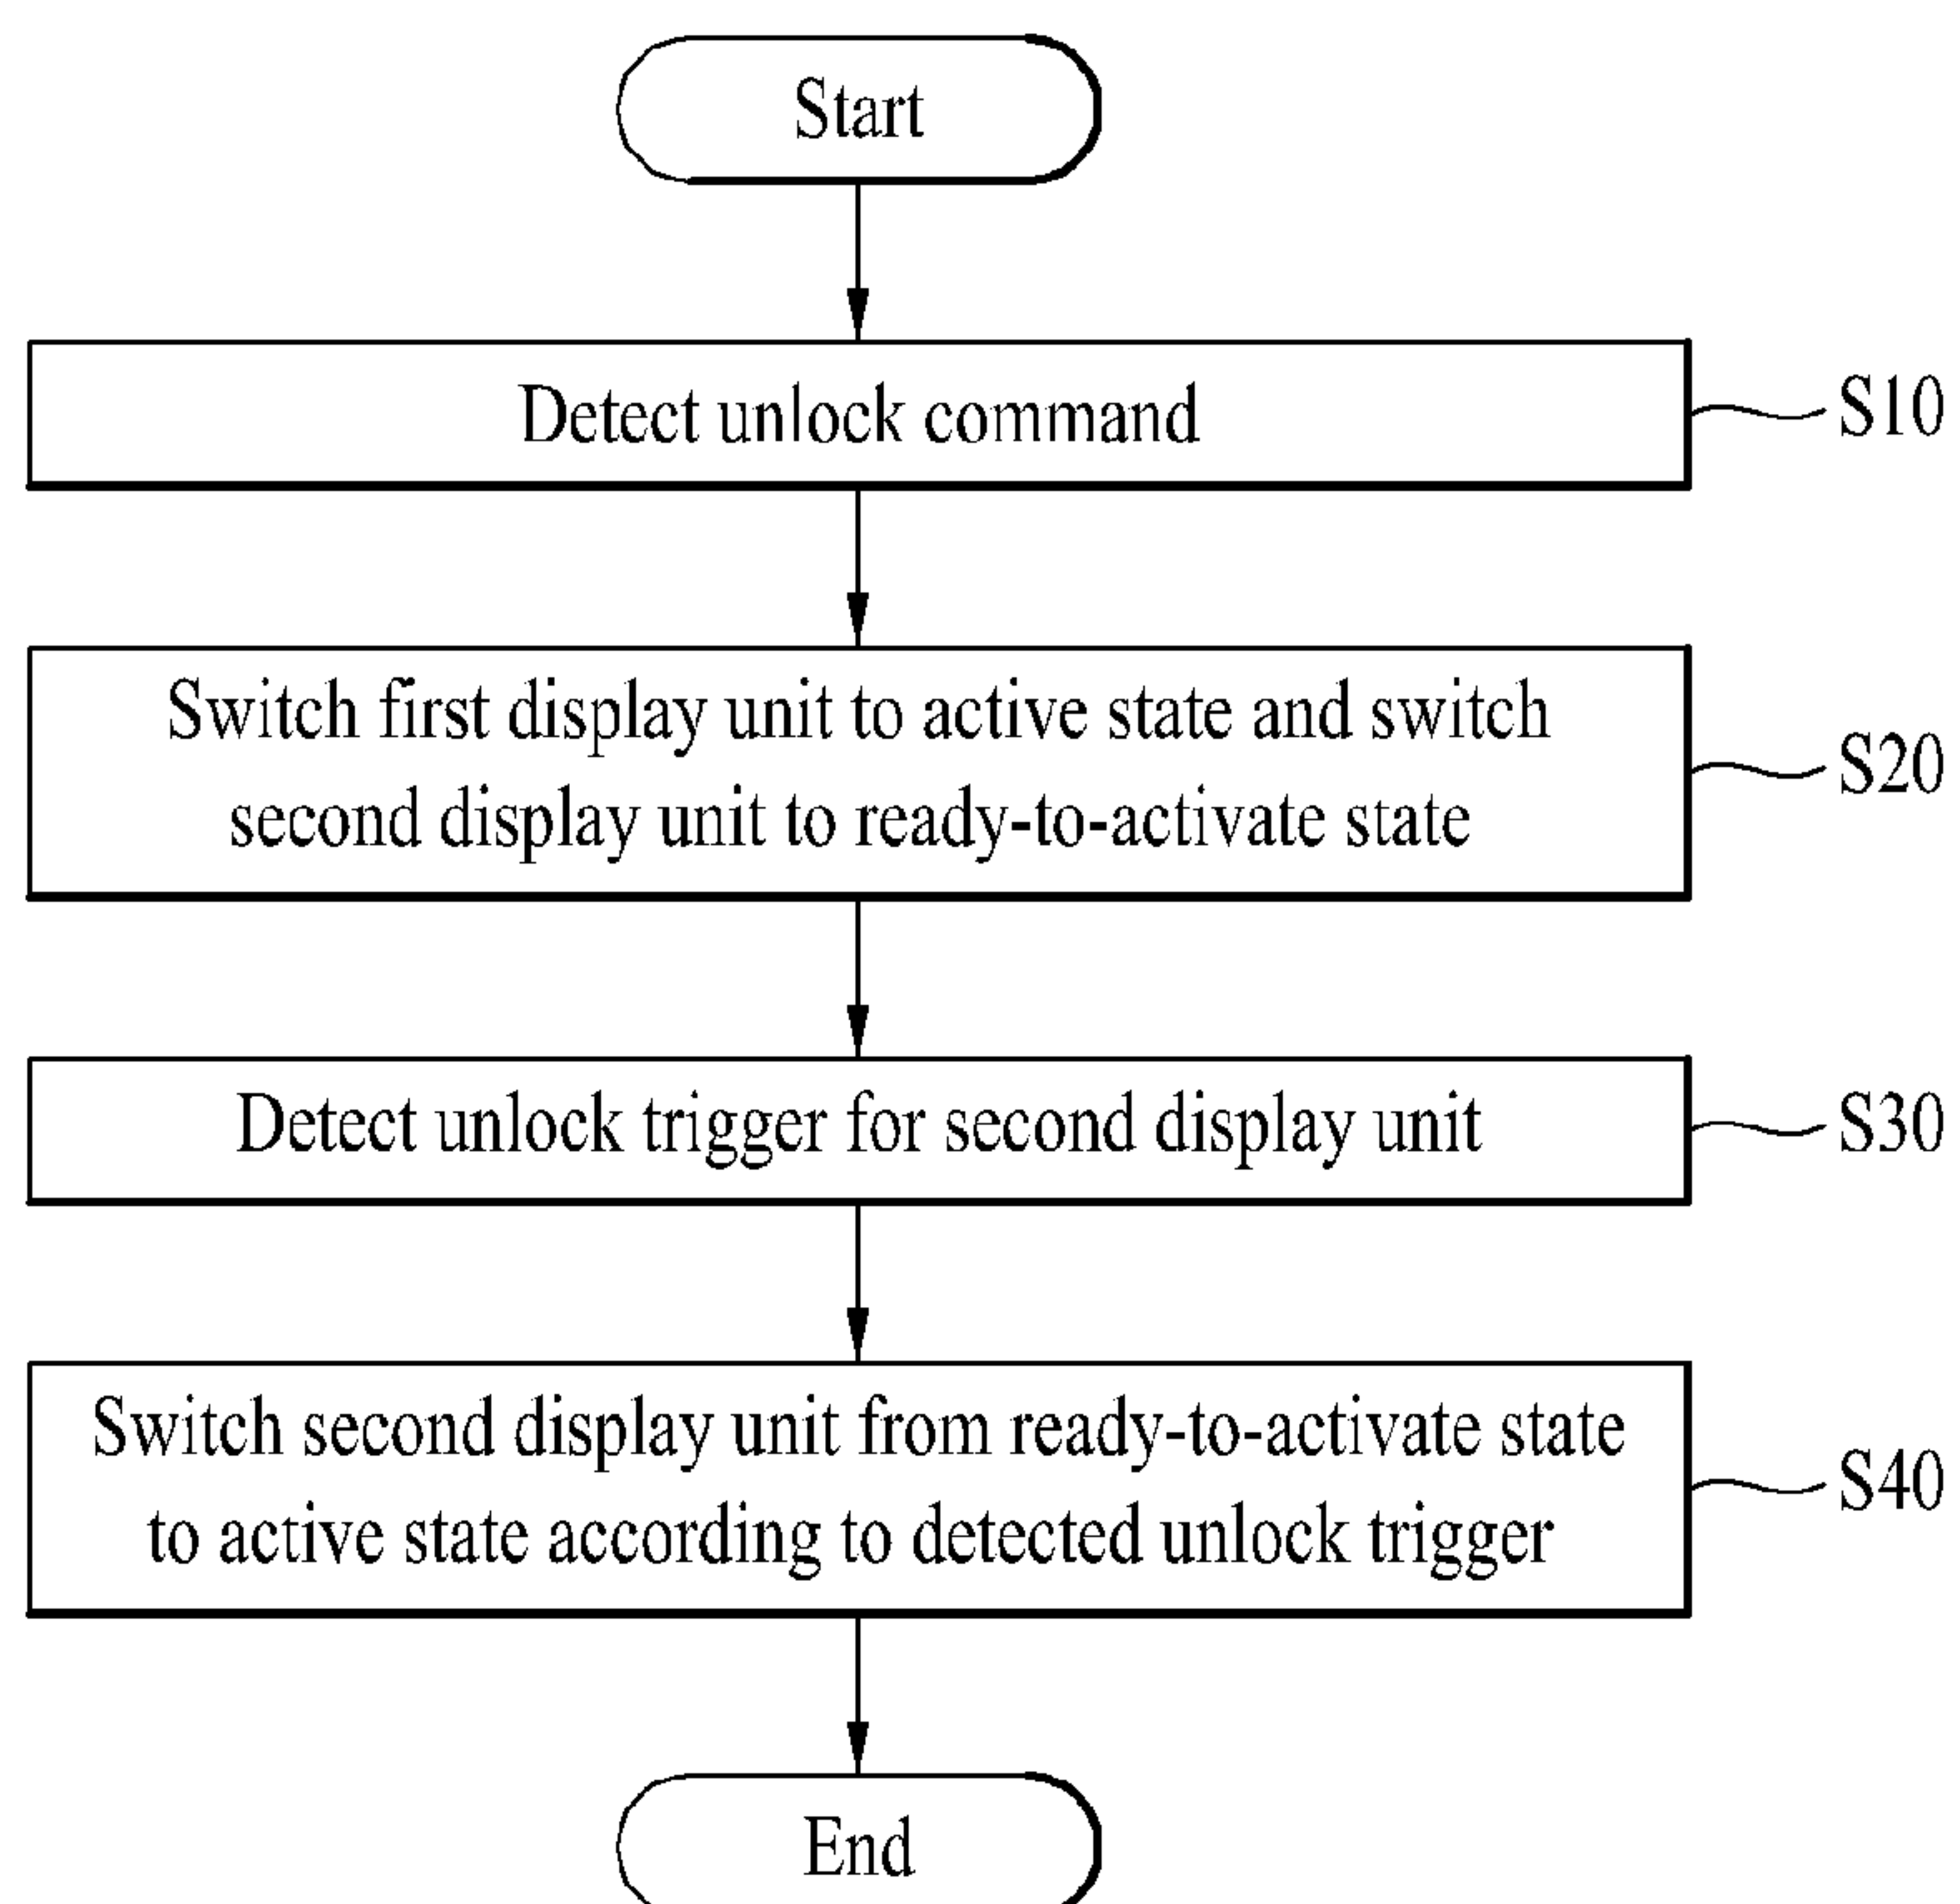 Start
Detect unlock command
S10
Switch first display unit to active state and switch
second display unit to ready-to-activate state
S20
Detect unlock trigger for second display unit
S30
Switch second display unit from ready-to-activate state
to active state according to detected unlock trigger
S40
End